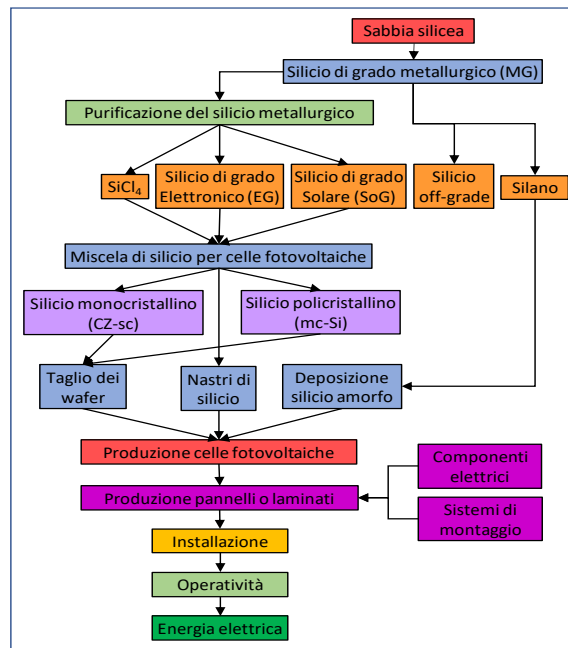 Sabbia silicea
Silicio di grado metallurgico (MG)
Purificazione del silicio metallurgico
SiCl₄
Silicio di grado
Elettronico (EG)
Silicio di grado
Solare (SoG)
Silicio
off-grade
Silano
Miscela di silicio per celle fotovoltaiche
Silicio monocristallino
(CZ-sc)
Silicio policristallino
(mc-Si)
Taglio dei
wafer
Nastri di
silicio
Deposizione
silicio amorfo
Produzione celle fotovoltaiche
Componenti
elettrici
Produzione pannelli o laminati
Sistemi di
montaggio
Installazione
Operatività
Energia elettrica